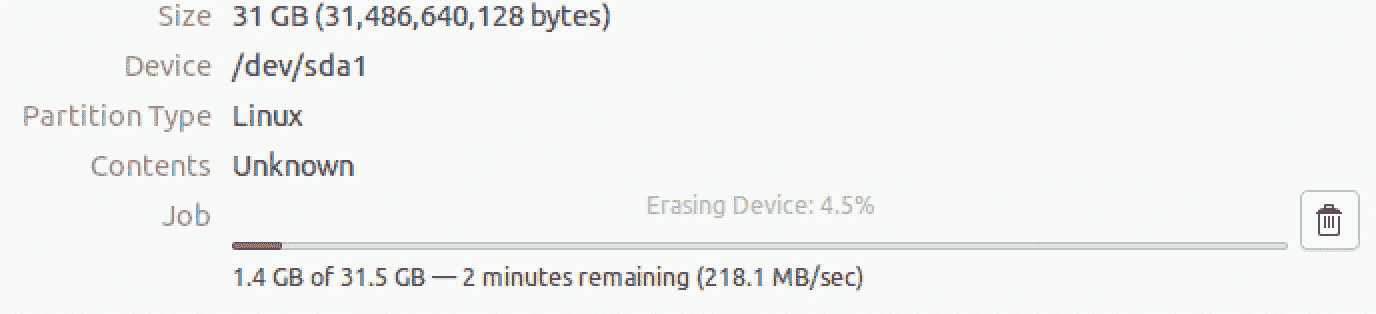 Size 31 GB (31,486,640,128 bytes)
Device /dev/sda1
Partition Type Linux
Contents Unknown
Job Erasing Device: 4.5%
1.4 GB of 31.5 GB — 2 minutes remaining (218.1 MB/sec)